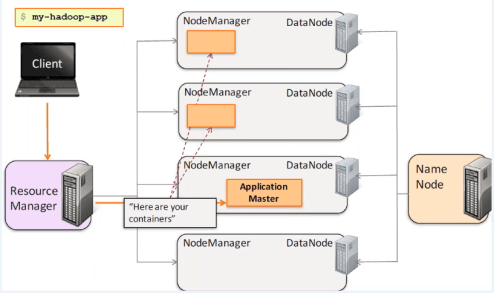 $ my-hadoop-app
Client
NodeManager DataNode
NodeManager DataNode
NodeManager DataNode
Application
Master
Resource
Manager
"Here are your
containers"
Name
Node
NodeManager DataNode